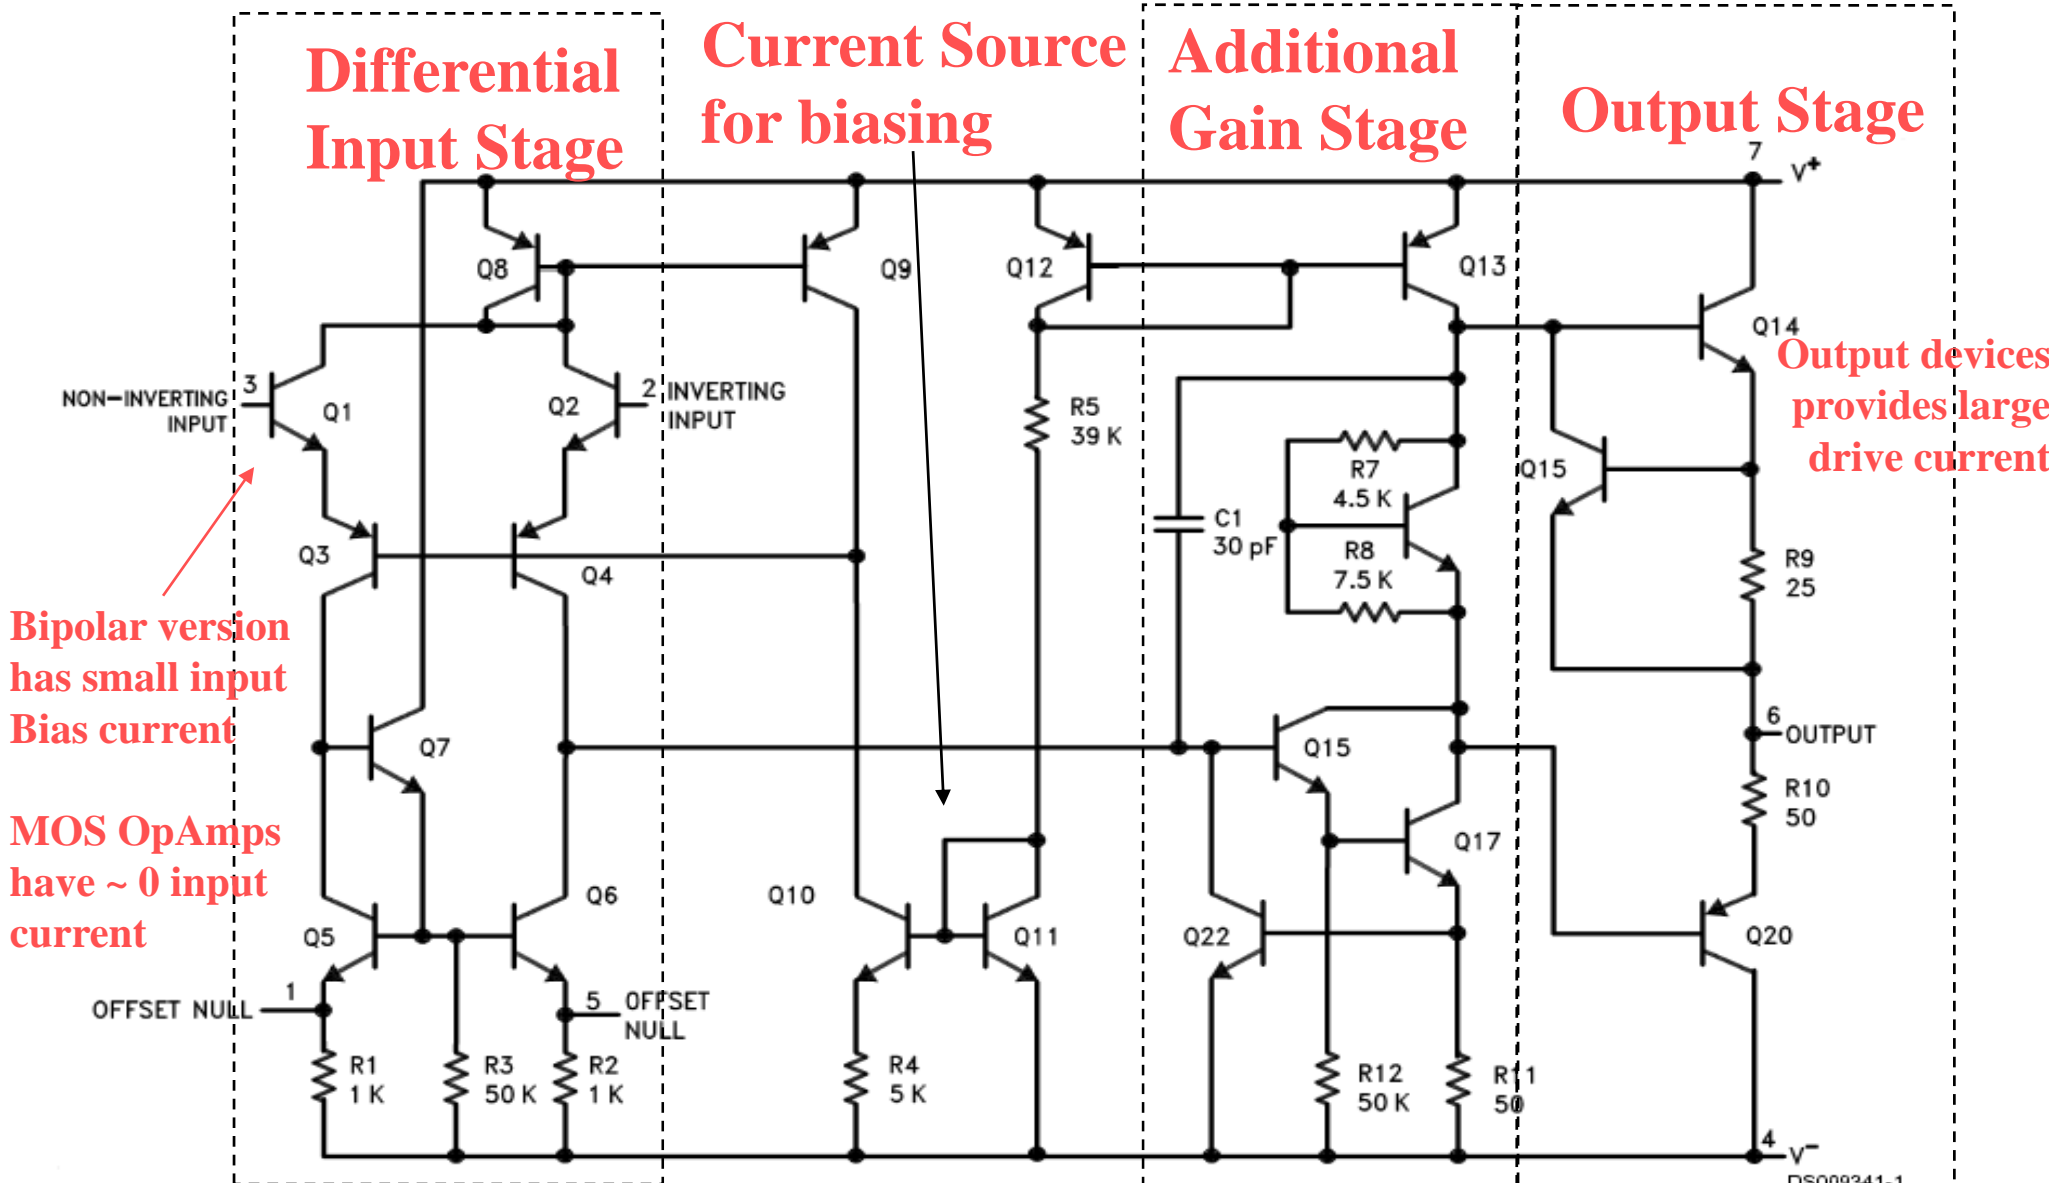 Differential
Input Stage
Current Source
for biasing
Additional
Gain Stage
Output Stage
7
V+
Q8
Q9
Q12
Q13
Q14
Output devices
provides large
drive current
NON-INVERTING
INPUT
3
Q1
Q2
2
INVERTING
INPUT
R5
39 K
R7
4.5 K
Q15
C1
30 pF
R8
7.5 K
Q3
Q4
R9
25
Bipolar version
has small input
Bias current
Q7
Q15
6
OUTPUT
R10
50
MOS OpAmps
have ~ 0 input
current
Q17
Q6
Q10
Q5
Q11
Q22
Q20
1
OFFSET NULL
5
OFFSET
NULL
R1
1 K
R3
50 K
R2
1 K
R4
5 K
R12
50 K
R11
50
4
V−
DS009341-1